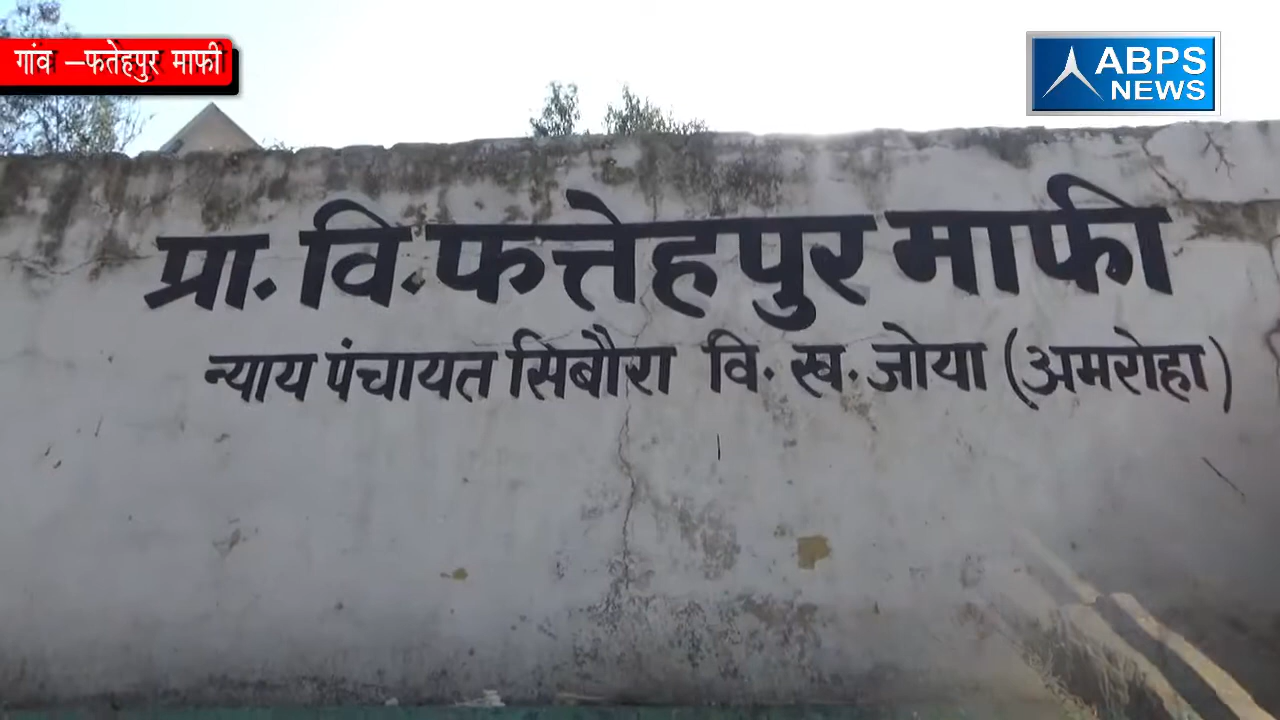 गांव –फतेहपुर माफी
ABPS
NEWS
प्रा. वि. फत्तेहपुर माफी
न्याय पंचायत सिबौरा वि. ख. जोया (अमरोहा)